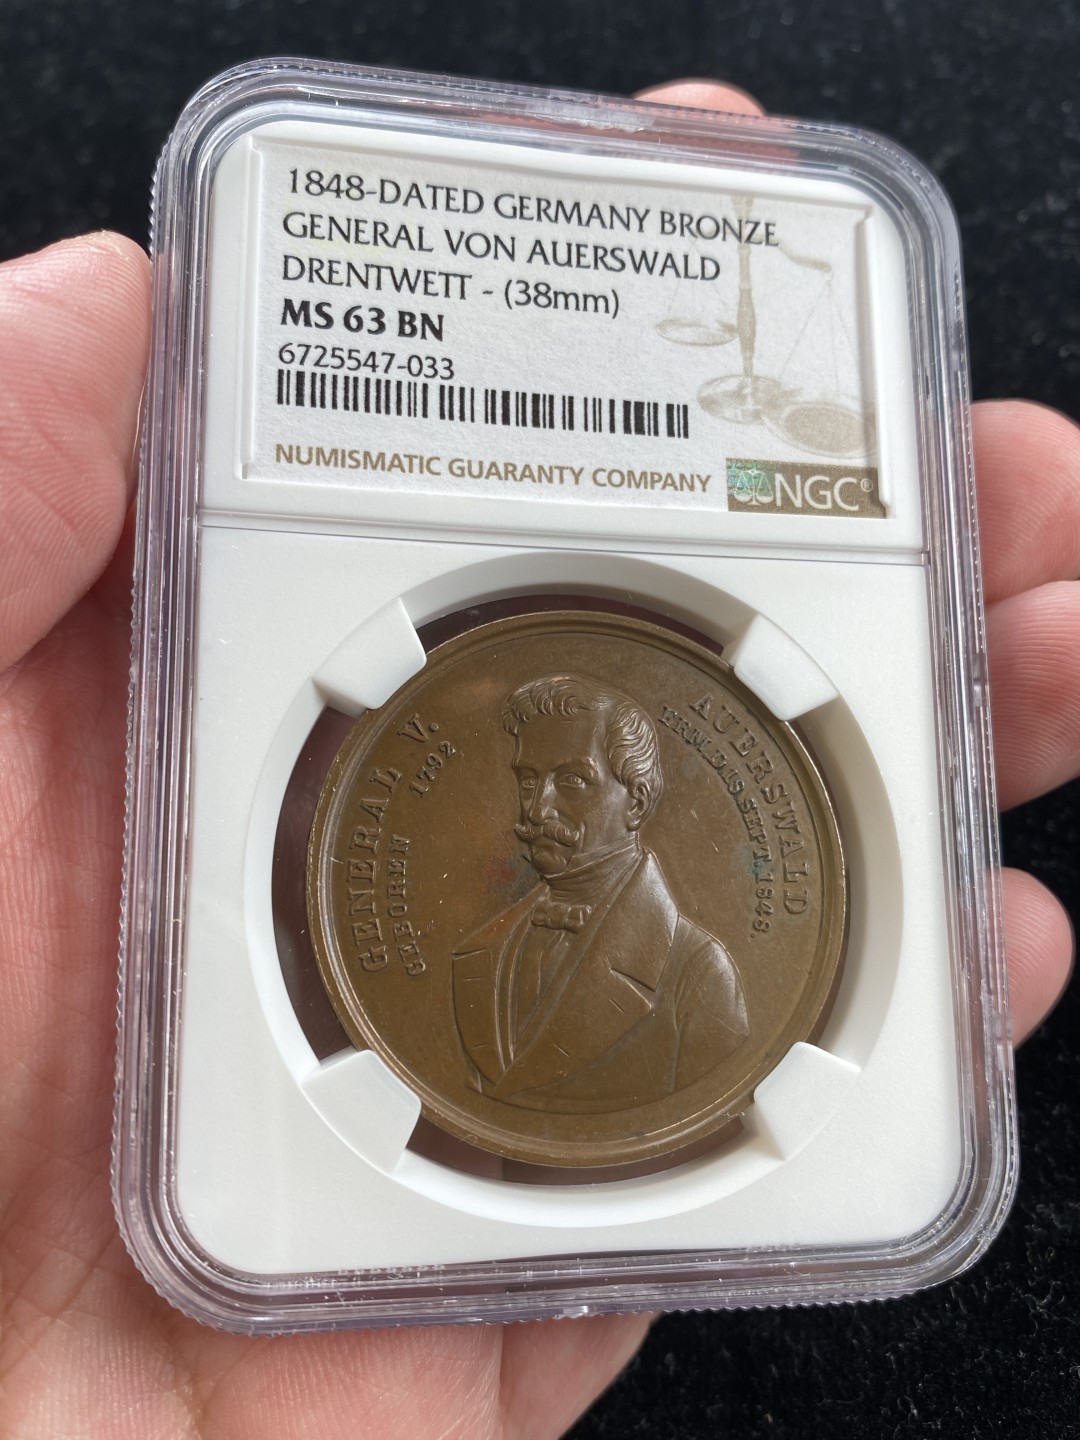 1848-DATED GERMANY BRONZE
GENERAL VON AUERSWALD
DRENTWETT - (38mm)
MS 63 BN
6725547-033
NUMISMATIC GUARANTY COMPANY
NGC®
GENERAL V. AUERSWALD
GEBOREN 1792
ERM.D.19.SEPT.1848.